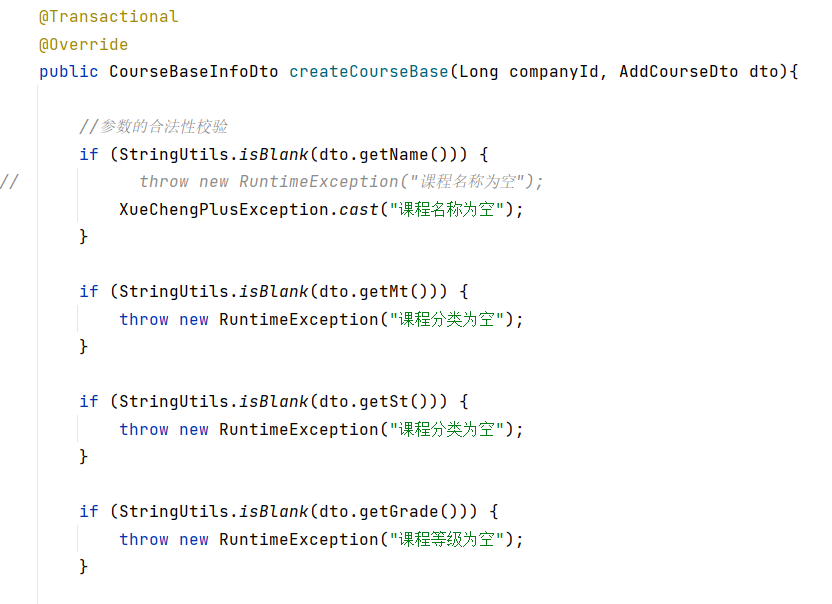 @Transactional
@Override
public CourseBaseInfoDto createCourseBase(Long companyId, AddCourseDto dto){
//参数的合法性校验
if (StringUtils.isBlank(dto.getName())) {
// throw new RuntimeException("课程名称为空");
XueChengPlusException.cast("课程名称为空");
}
if (StringUtils.isBlank(dto.getMt())) {
throw new RuntimeException("课程分类为空");
}
if (StringUtils.isBlank(dto.getSt())) {
throw new RuntimeException("课程分类为空");
}
if (StringUtils.isBlank(dto.getGrade())) {
throw new RuntimeException("课程等级为空");
}